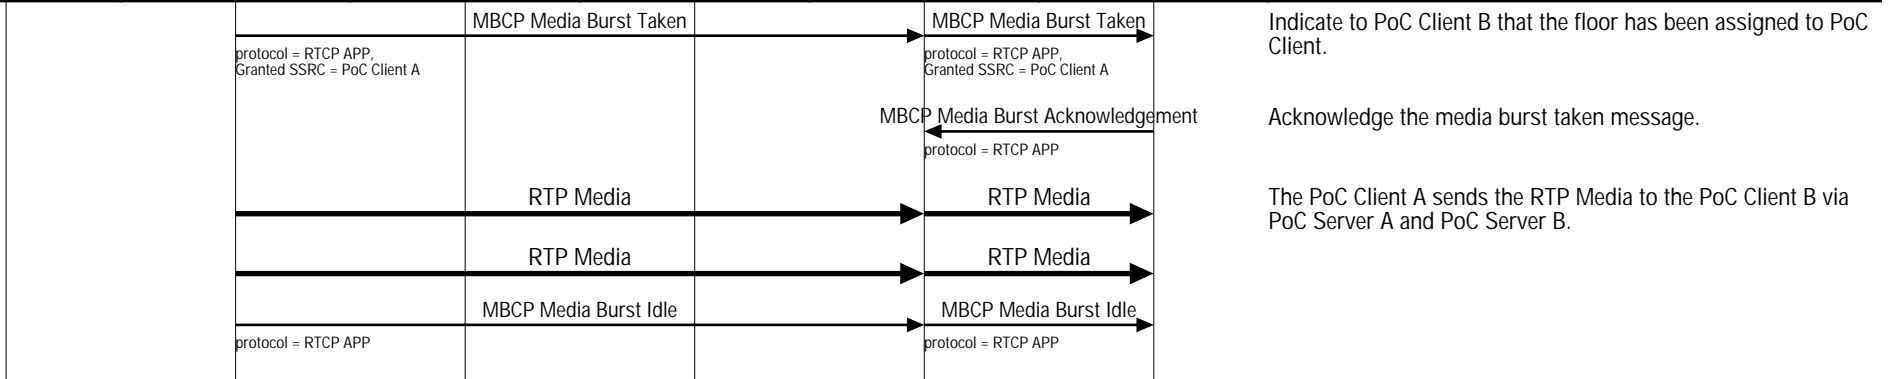 MBCP Media Burst Taken
MBCP Media Burst Taken
Indicate to PoC Client B that the floor has been assigned to PoC
Client.
protocol = RTCP APP,
Granted SSRC = PoC Client A
protocol = RTCP APP,
Granted SSRC = PoC Client A
MBCP Media Burst Acknowledgement
Acknowledge the media burst taken message.
protocol = RTCP APP
RTP Media
RTP Media
The PoC Client A sends the RTP Media to the PoC Client B via
PoC Server A and PoC Server B.
RTP Media
RTP Media
MBCP Media Burst Idle
MBCP Media Burst Idle
protocol = RTCP APP
protocol = RTCP APP